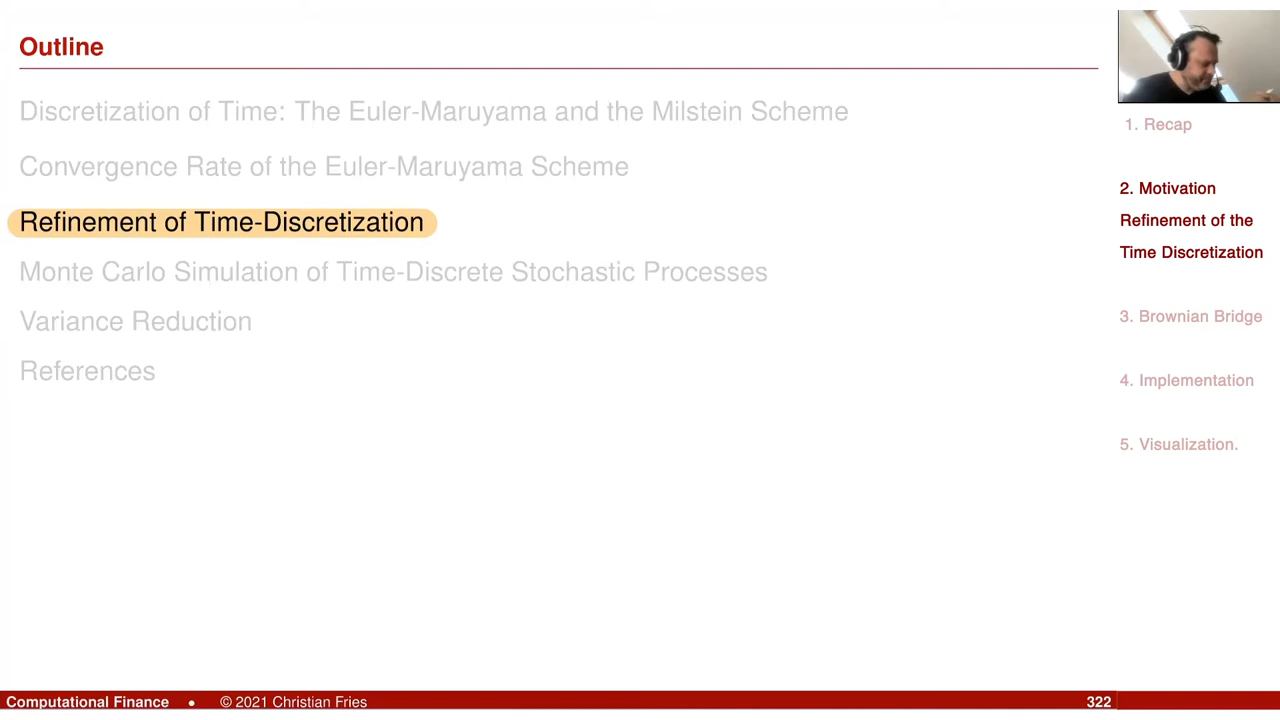 Outline
Discretization of Time: The Euler-Maruyama and the Milstein Scheme
Convergence Rate of the Euler-Maruyama Scheme
Refinement of Time-Discretization
Monte Carlo Simulation of Time-Discrete Stochastic Processes
Variance Reduction
References
1. Recap
2. Motivation
Refinement of the
Time Discretization
3. Brownian Bridge
4. Implementation
5. Visualization.
Computational Finance • © 2021 Christian Fries 322